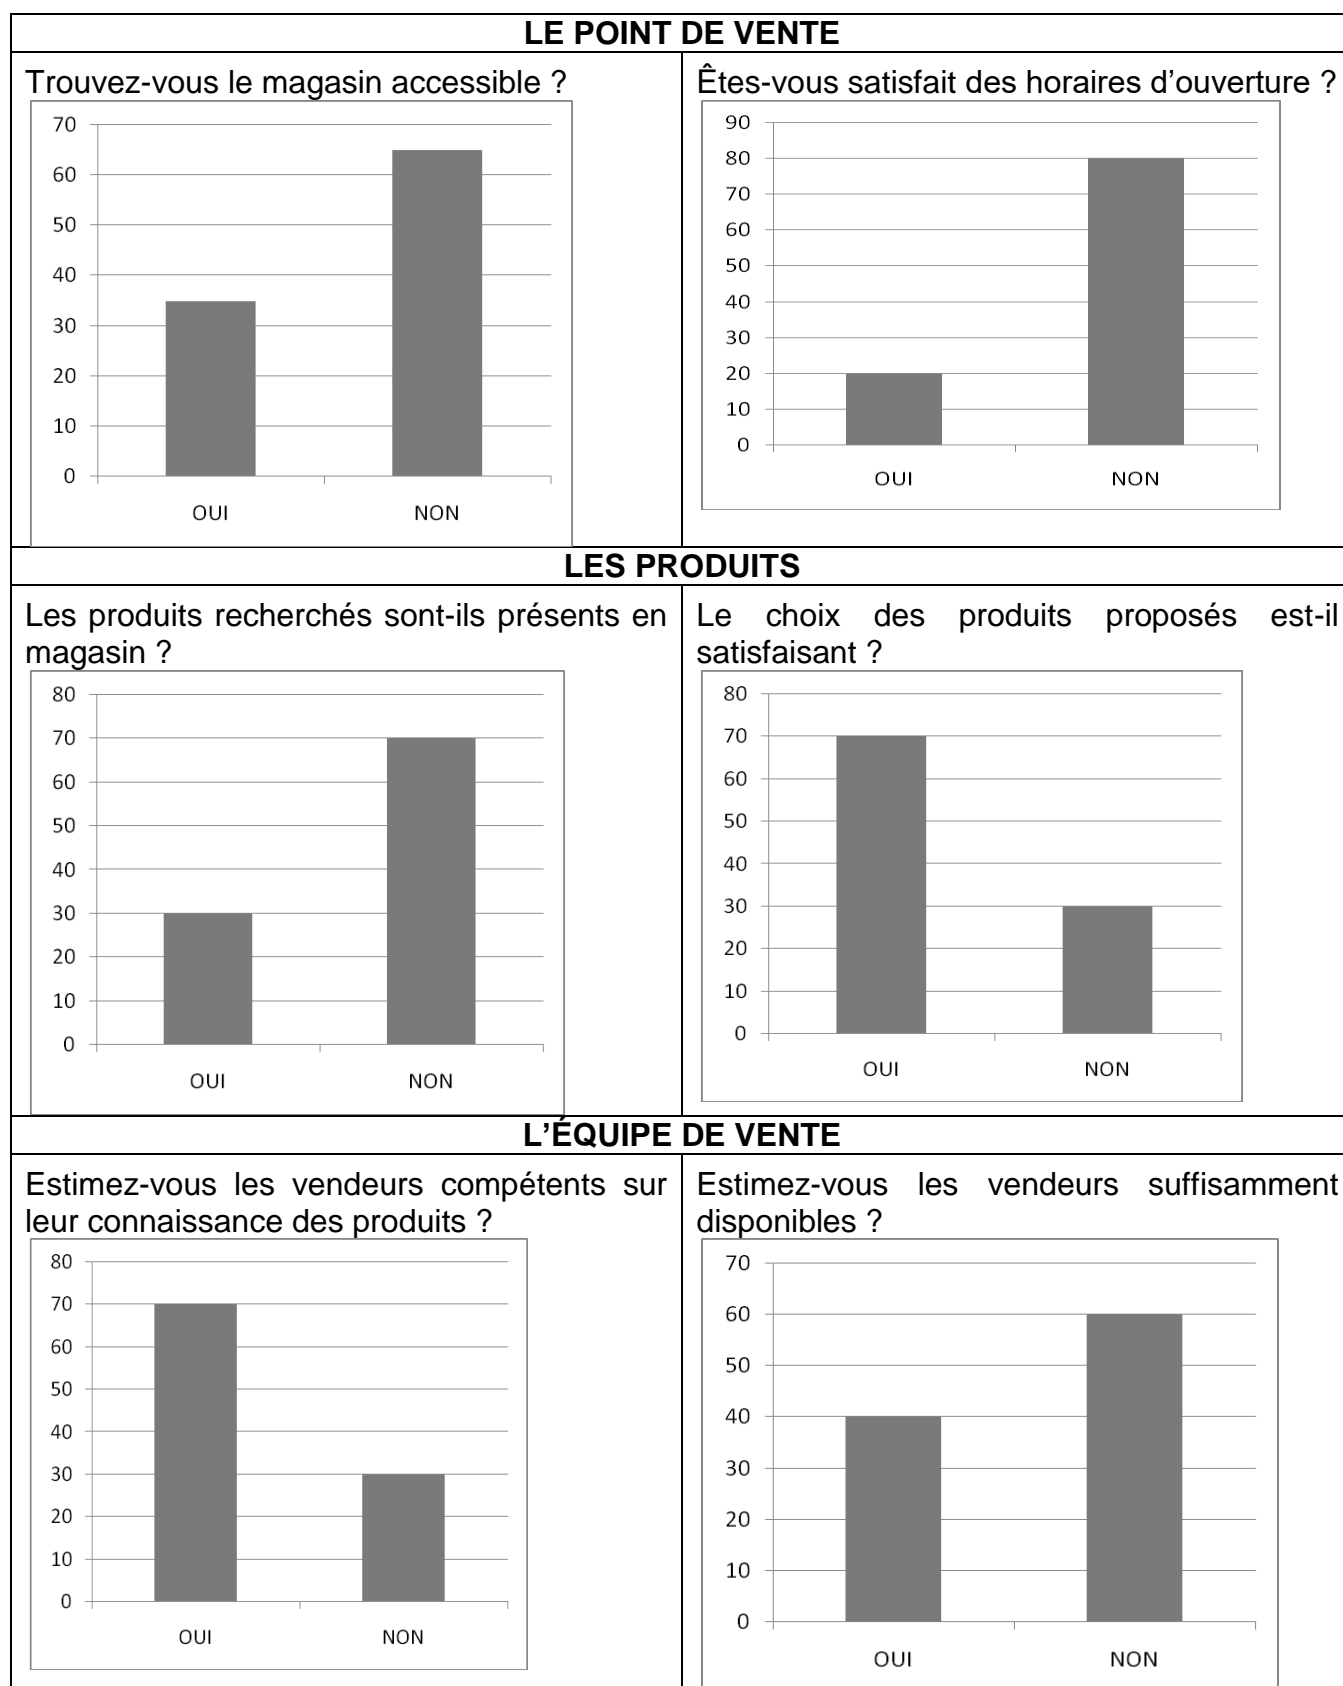 LE POINT DE VENTE
Trouvez-vous le magasin accessible ?
70
60
50
40
30
20
10
0
OUI NON
Êtes-vous satisfait des horaires d’ouverture ?
90
80
70
60
50
40
30
20
10
0
OUI NON
LES PRODUITS
Les produits recherchés sont-ils présents en
magasin ?
80
70
60
50
40
30
20
10
0
OUI NON
Le choix des produits proposés est-il
satisfaisant ?
80
70
60
50
40
30
20
10
0
OUI NON
L’ÉQUIPE DE VENTE
Estimez-vous les vendeurs compétents sur
leur connaissance des produits ?
80
70
60
50
40
30
20
10
0
OUI NON
Estimez-vous les vendeurs suffisamment
disponibles ?
70
60
50
40
30
20
10
0
OUI NON